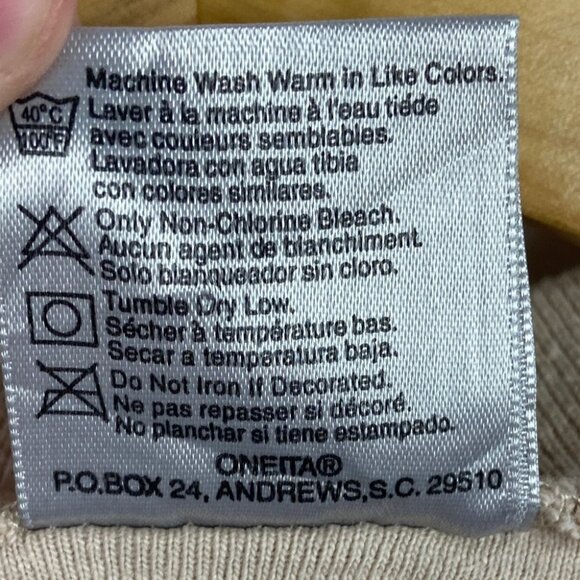 Machine Wash Warm in Like Colors.
40°C Laver à la machine à l'eau tiéde
100°F avec couleurs semblables.
Lavadora con agua tibia
con colores similares.
Only Non-Chlorine Bleach.
Aucun agent de blanchiment
Solo blanqueador sin cloro.
Tumble Dry Low.
Sécher à température bas.
Secar a temperatura baja.
Do Not Iron If Decorated.
Ne pas repasser si décoré.
No planchar si tiene estampado.
ONEITA®
P.O.BOX 24, ANDREWS,S.C. 29510